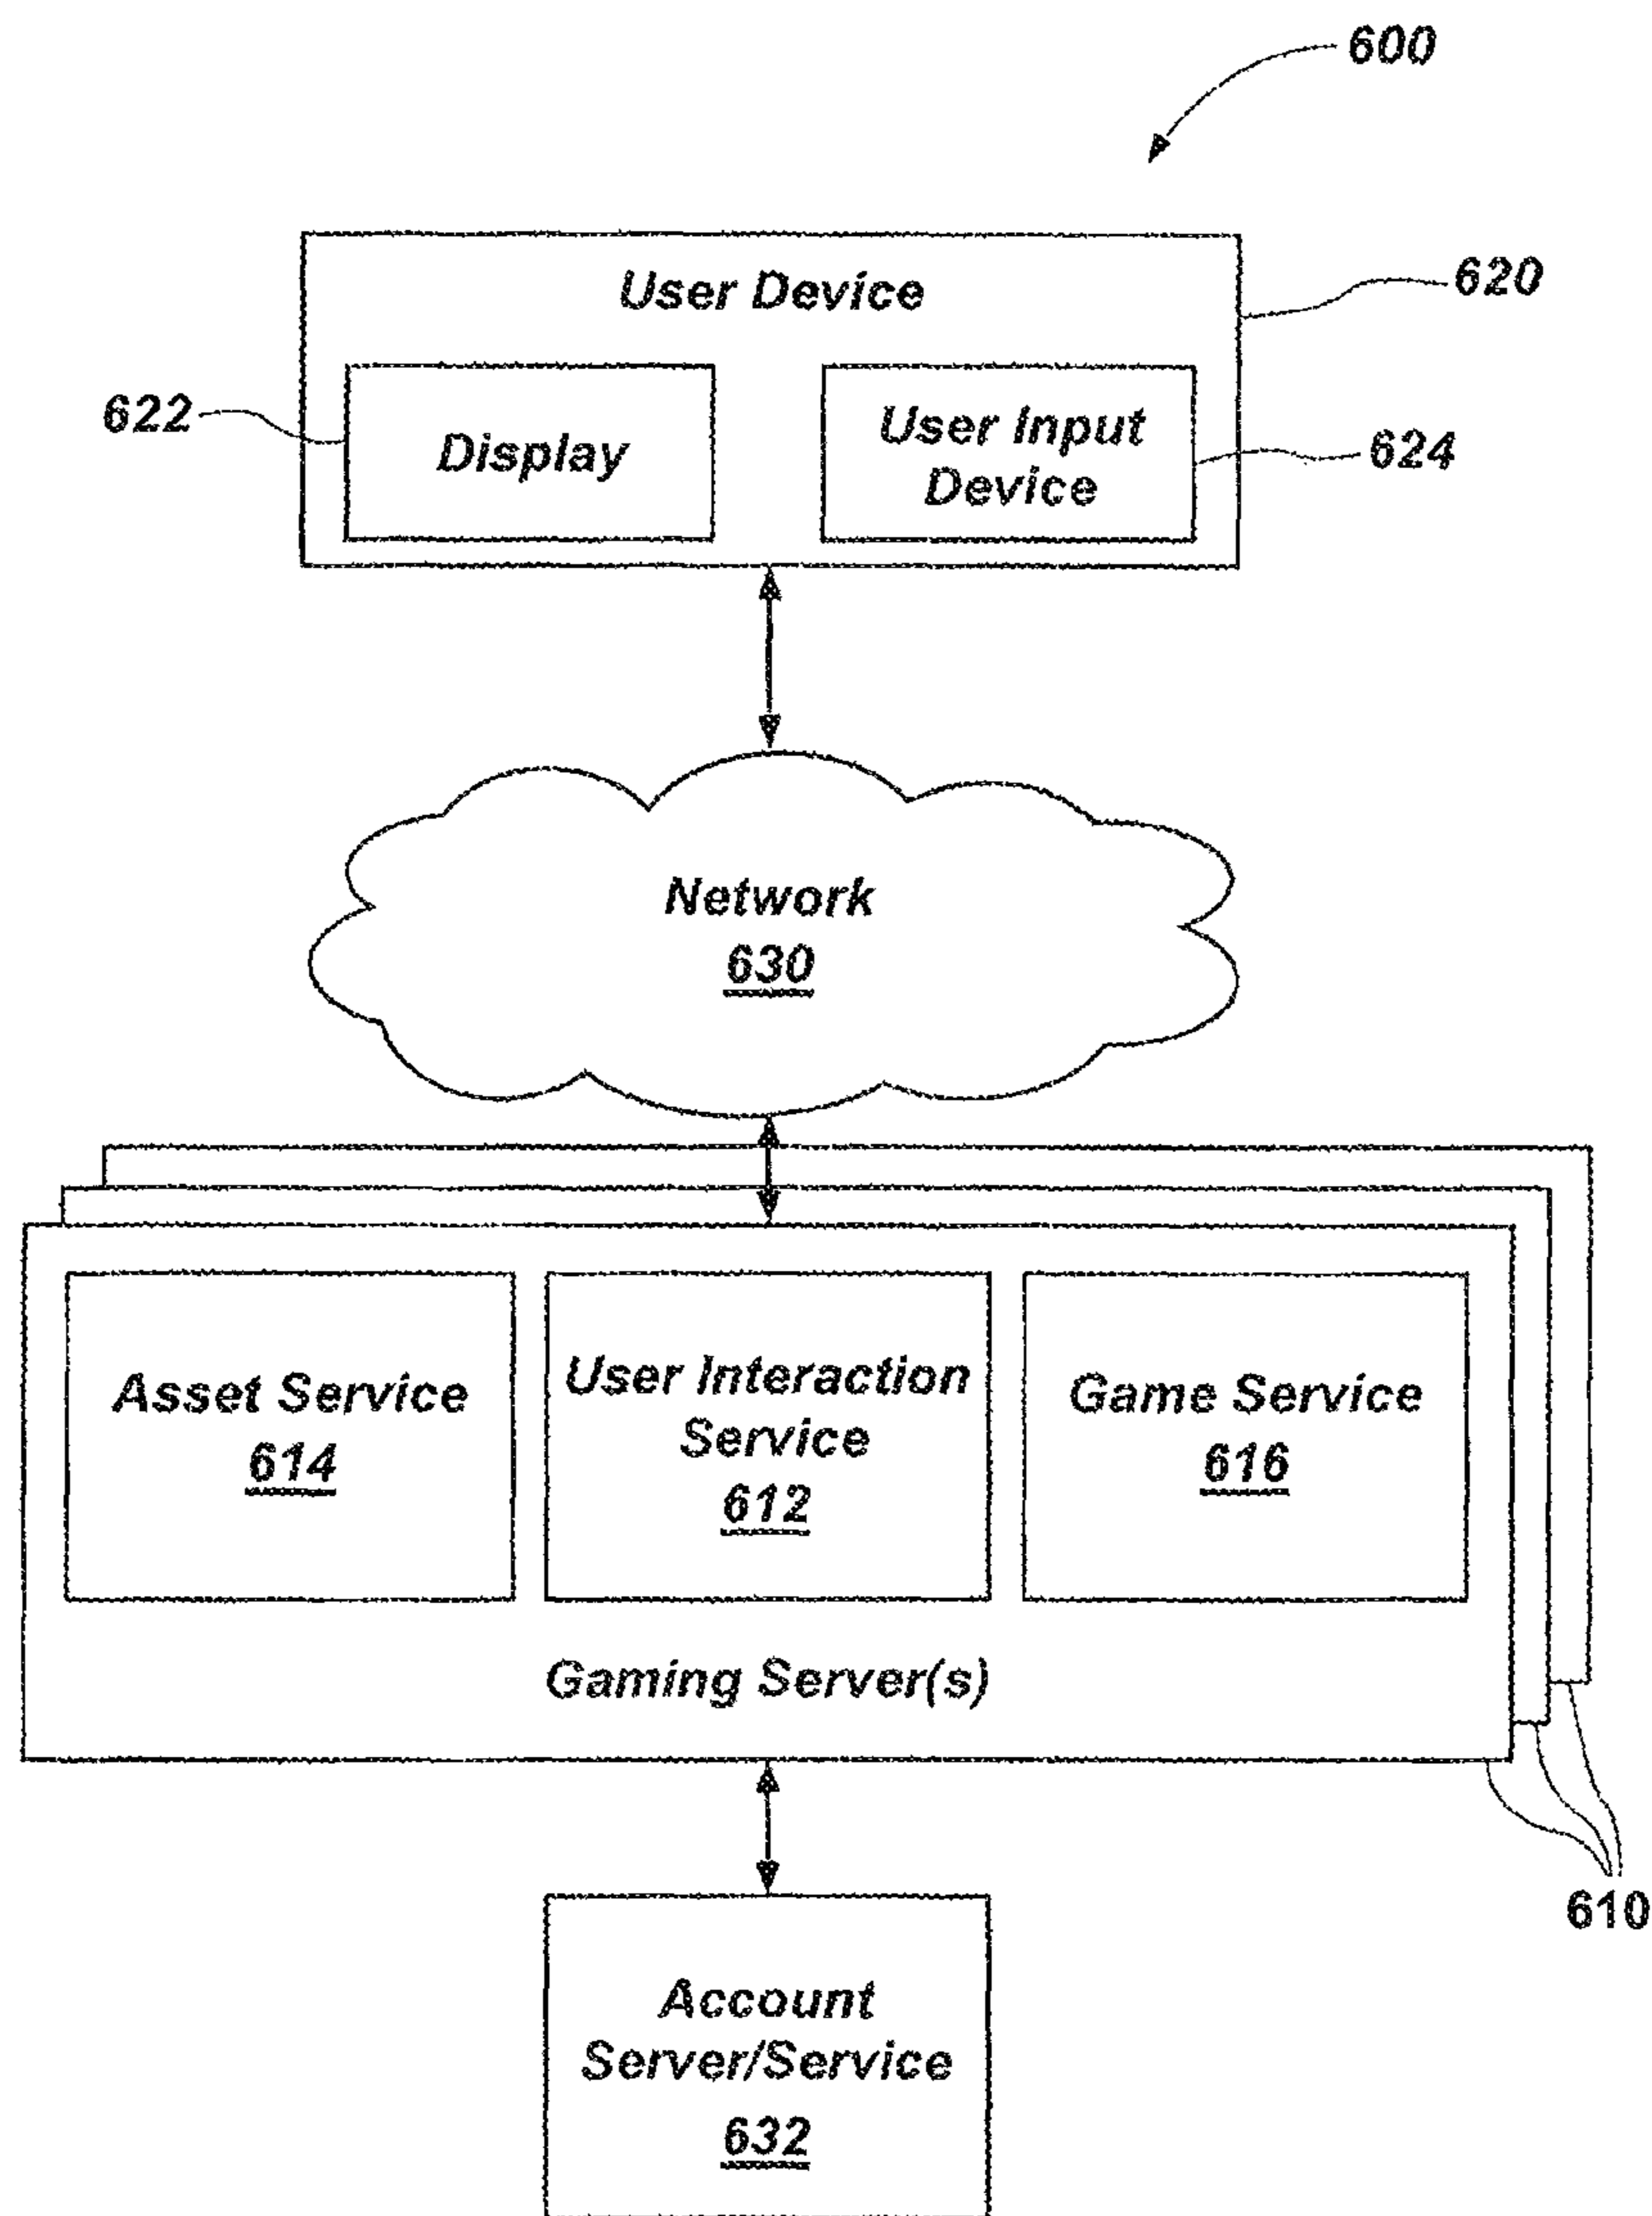 600
User Device
620
622
Display
User Input
Device
624
Network
630
Asset Service
614
User Interaction
Service
612
Game Service
616
Gaming Server(s)
610
Account
Server/Service
632